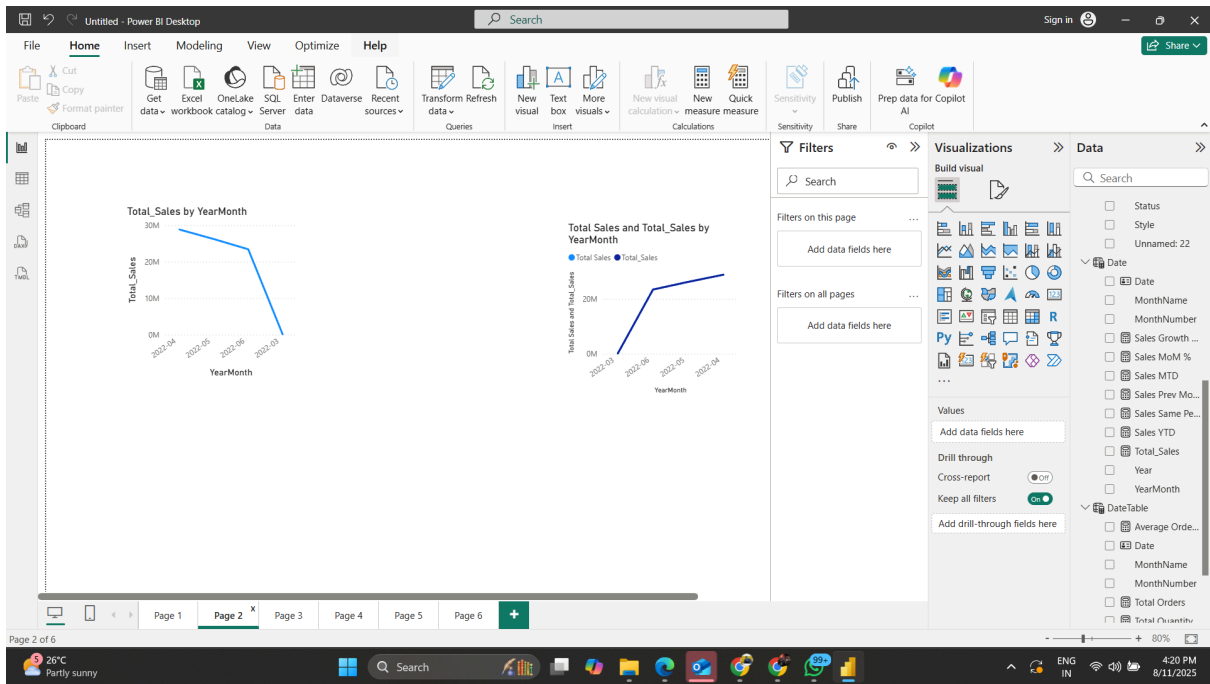 Untitled - Power BI Desktop
Search
Sign in
File Home Insert Modeling View Optimize Help
Share
Paste
Cut
Copy
Format painter
Clipboard
Get data
Excel workbook
OneLake catalog
SQL Server
Enter data
Dataverse
Recent sources
Data
Transform data
Refresh
Queries
New visual
Text box
More visuals
Insert
New visual calculation
New measure
Quick measure
Calculations
Sensitivity
Sensitivity
Publish
Share
Prep data for AI
Copilot
Copilot
Total_Sales by YearMonth
30M
20M
10M
0M
Total_Sales
2022-04 2022-05 2022-06 2022-03
YearMonth
Total Sales and Total_Sales by
YearMonth
Total Sales Total_Sales
20M
0M
Total Sales and Total_Sales
2022-03 2022-06 2022-05 2022-04
YearMonth
Filters
Search
Filters on this page
...
Add data fields here
Filters on all pages
...
Add data fields here
Visualizations
Build visual
123
R
Py
...
Values
Add data fields here
Drill through
Cross-report
Off
Keep all filters
On
Add drill-through fields here
Data
Search
Status
Style
Unnamed: 22
Date
Date
MonthName
MonthNumber
Sales Growth ...
Sales MoM %
Sales MTD
Sales Prev Mo...
Sales Same Pe...
Sales YTD
Total_Sales
Year
YearMonth
DateTable
Average Orde...
Date
MonthName
MonthNumber
Total Orders
Total Quantity
DAX
TMDL
Page 1 Page 2 x Page 3 Page 4 Page 5 Page 6 +
Page 2 of 6
- + 80%
5
26°C
Partly sunny
Search
99+
ENG
IN
4:20 PM
8/11/2025